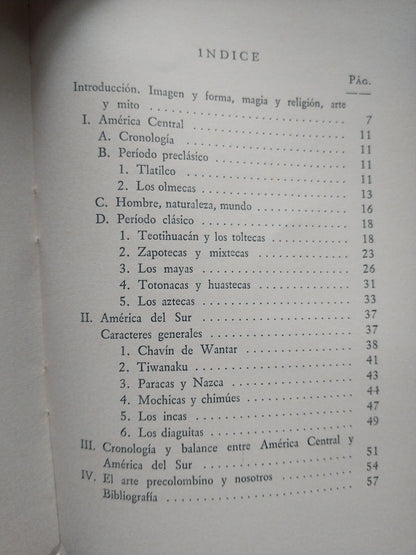 INDICE
Pág.
Introducción. Imagen y forma, magia y religión, arte
y mito .............. 7
I. América Central .............. 11
A. Cronología .............. 11
B. Período preclásico .............. 11
1. Tlatilco .............. 11
2. Los olmecas .............. 13
C. Hombre, naturaleza, mundo .............. 16
D. Período clásico .............. 18
1. Teotihuacán y los toltecas .............. 18
2. Zapotecas y mixtecas .............. 23
3. Los mayas .............. 26
4. Totonacas y huastecas .............. 31
5. Los aztecas .............. 33
II. América del Sur .............. 37
Caracteres generales .............. 37
1. Chavín de Wantar .............. 38
2. Tiwanaku .............. 41
3. Paracas y Nazca .............. 43
4. Mochicas y chimúes .............. 44
5. Los incas .............. 47
6. Los diaguitas .............. 49
III. Cronología y balance entre América Central y
América del Sur .............. 51
IV. El arte precolombino y nosotros .............. 54
Bibliografía .............. 57